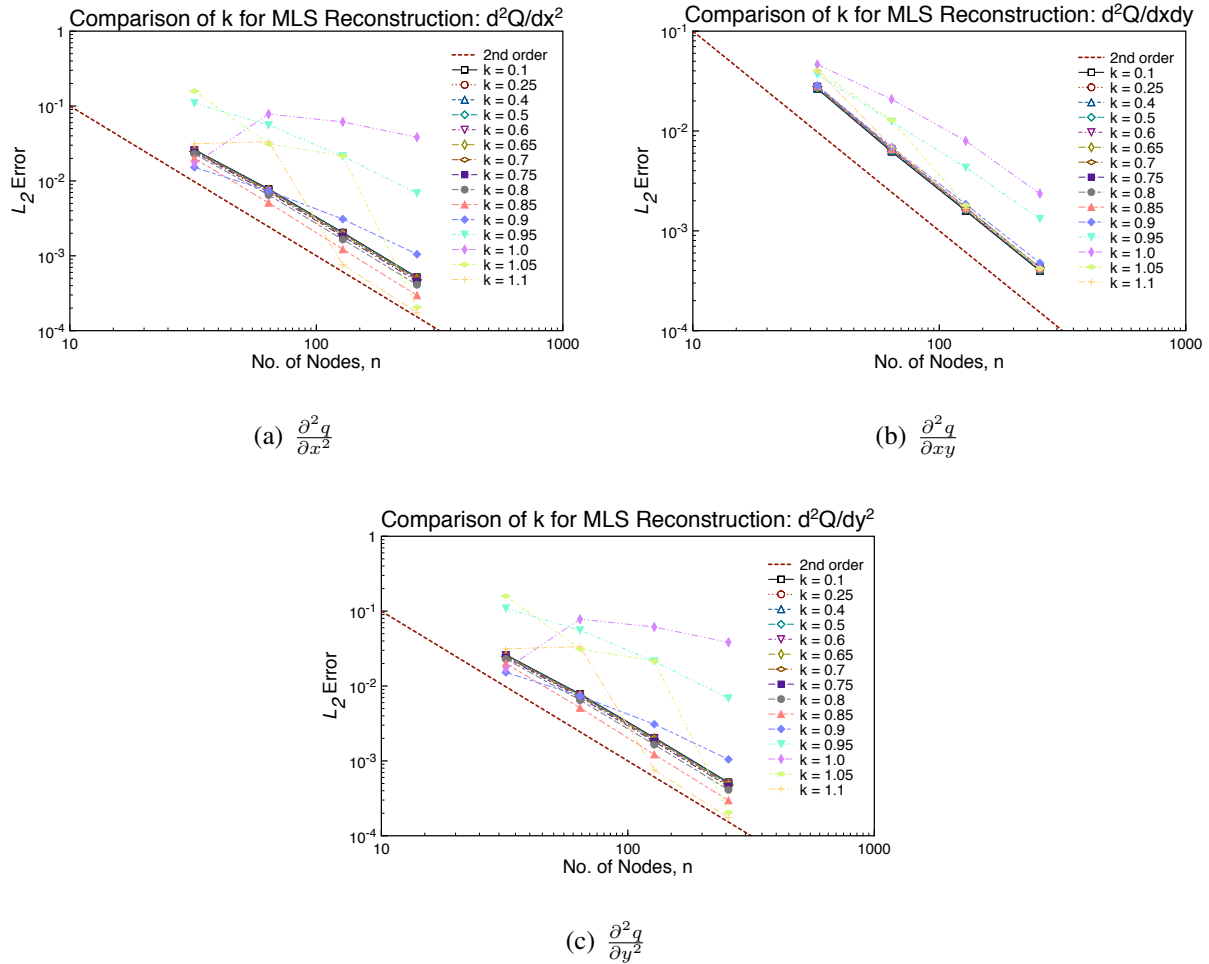 Comparison of k for MLS Reconstruction: d²Q/dx²
1
10⁻¹
10⁻²
10⁻³
10⁻⁴
L₂ Error
10
100
1000
No. of Nodes, n
2nd order
k = 0.1
k = 0.25
k = 0.4
k = 0.5
k = 0.6
k = 0.65
k = 0.7
k = 0.75
k = 0.8
k = 0.85
k = 0.9
k = 0.95
k = 1.0
k = 1.05
k = 1.1
(a) ∂²q/∂x²
Comparison of k for MLS Reconstruction: d²Q/dxdy
10⁻¹
10⁻²
10⁻³
10⁻⁴
L₂ Error
10
100
1000
No. of Nodes, n
2nd order
k = 0.1
k = 0.25
k = 0.4
k = 0.5
k = 0.6
k = 0.65
k = 0.7
k = 0.75
k = 0.8
k = 0.85
k = 0.9
k = 0.95
k = 1.0
k = 1.05
k = 1.1
(b) ∂²q/∂xy
Comparison of k for MLS Reconstruction: d²Q/dy²
1
10⁻¹
10⁻²
10⁻³
10⁻⁴
L₂ Error
10
100
1000
No. of Nodes, n
2nd order
k = 0.1
k = 0.25
k = 0.4
k = 0.5
k = 0.6
k = 0.65
k = 0.7
k = 0.75
k = 0.8
k = 0.85
k = 0.9
k = 0.95
k = 1.0
k = 1.05
k = 1.1
(c) ∂²q/∂y²